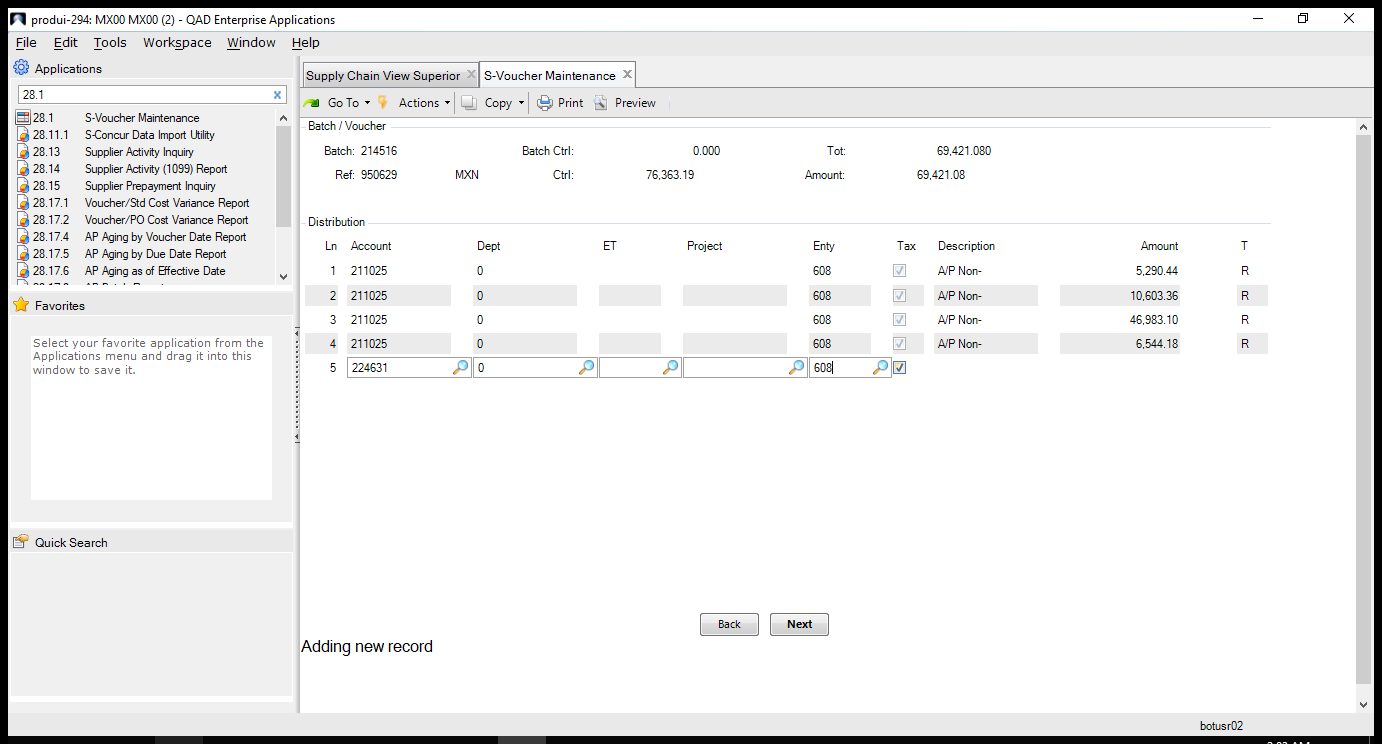 produi-294: MX00 MX00 (2) - QAD Enterprise Applications
File Edit Tools Workspace Window Help
Applications
28.1
28.1 S-Voucher Maintenance
28.11.1 S-Concur Data Import Utility
28.13 Supplier Activity Inquiry
28.14 Supplier Activity (1099) Report
28.15 Supplier Prepayment Inquiry
28.17.1 Voucher/Std Cost Variance Report
28.17.2 Voucher/PO Cost Variance Report
28.17.4 AP Aging by Voucher Date Report
28.17.5 AP Aging by Due Date Report
28.17.6 AP Aging as of Effective Date
Favorites
Select your favorite application from the
Applications menu and drag it into this
window to save it.
Quick Search
Supply Chain View Superior S-Voucher Maintenance
Go To Actions Copy Print Preview
Batch / Voucher
Batch: 214516 Batch Ctrl: 0.000 Tot: 69,421.080
Ref: 950629 MXN Ctrl: 76,363.19 Amount: 69,421.08
Distribution
Ln Account Dept ET Project Enty Tax Description Amount T
1 211025 0 608 A/P Non- 5,290.44 R
2 211025 0 608 A/P Non- 10,603.36 R
3 211025 0 608 A/P Non- 46,983.10 R
4 211025 0 608 A/P Non- 6,544.18 R
5 224631 0 608
Back Next
Adding new record
botusr02